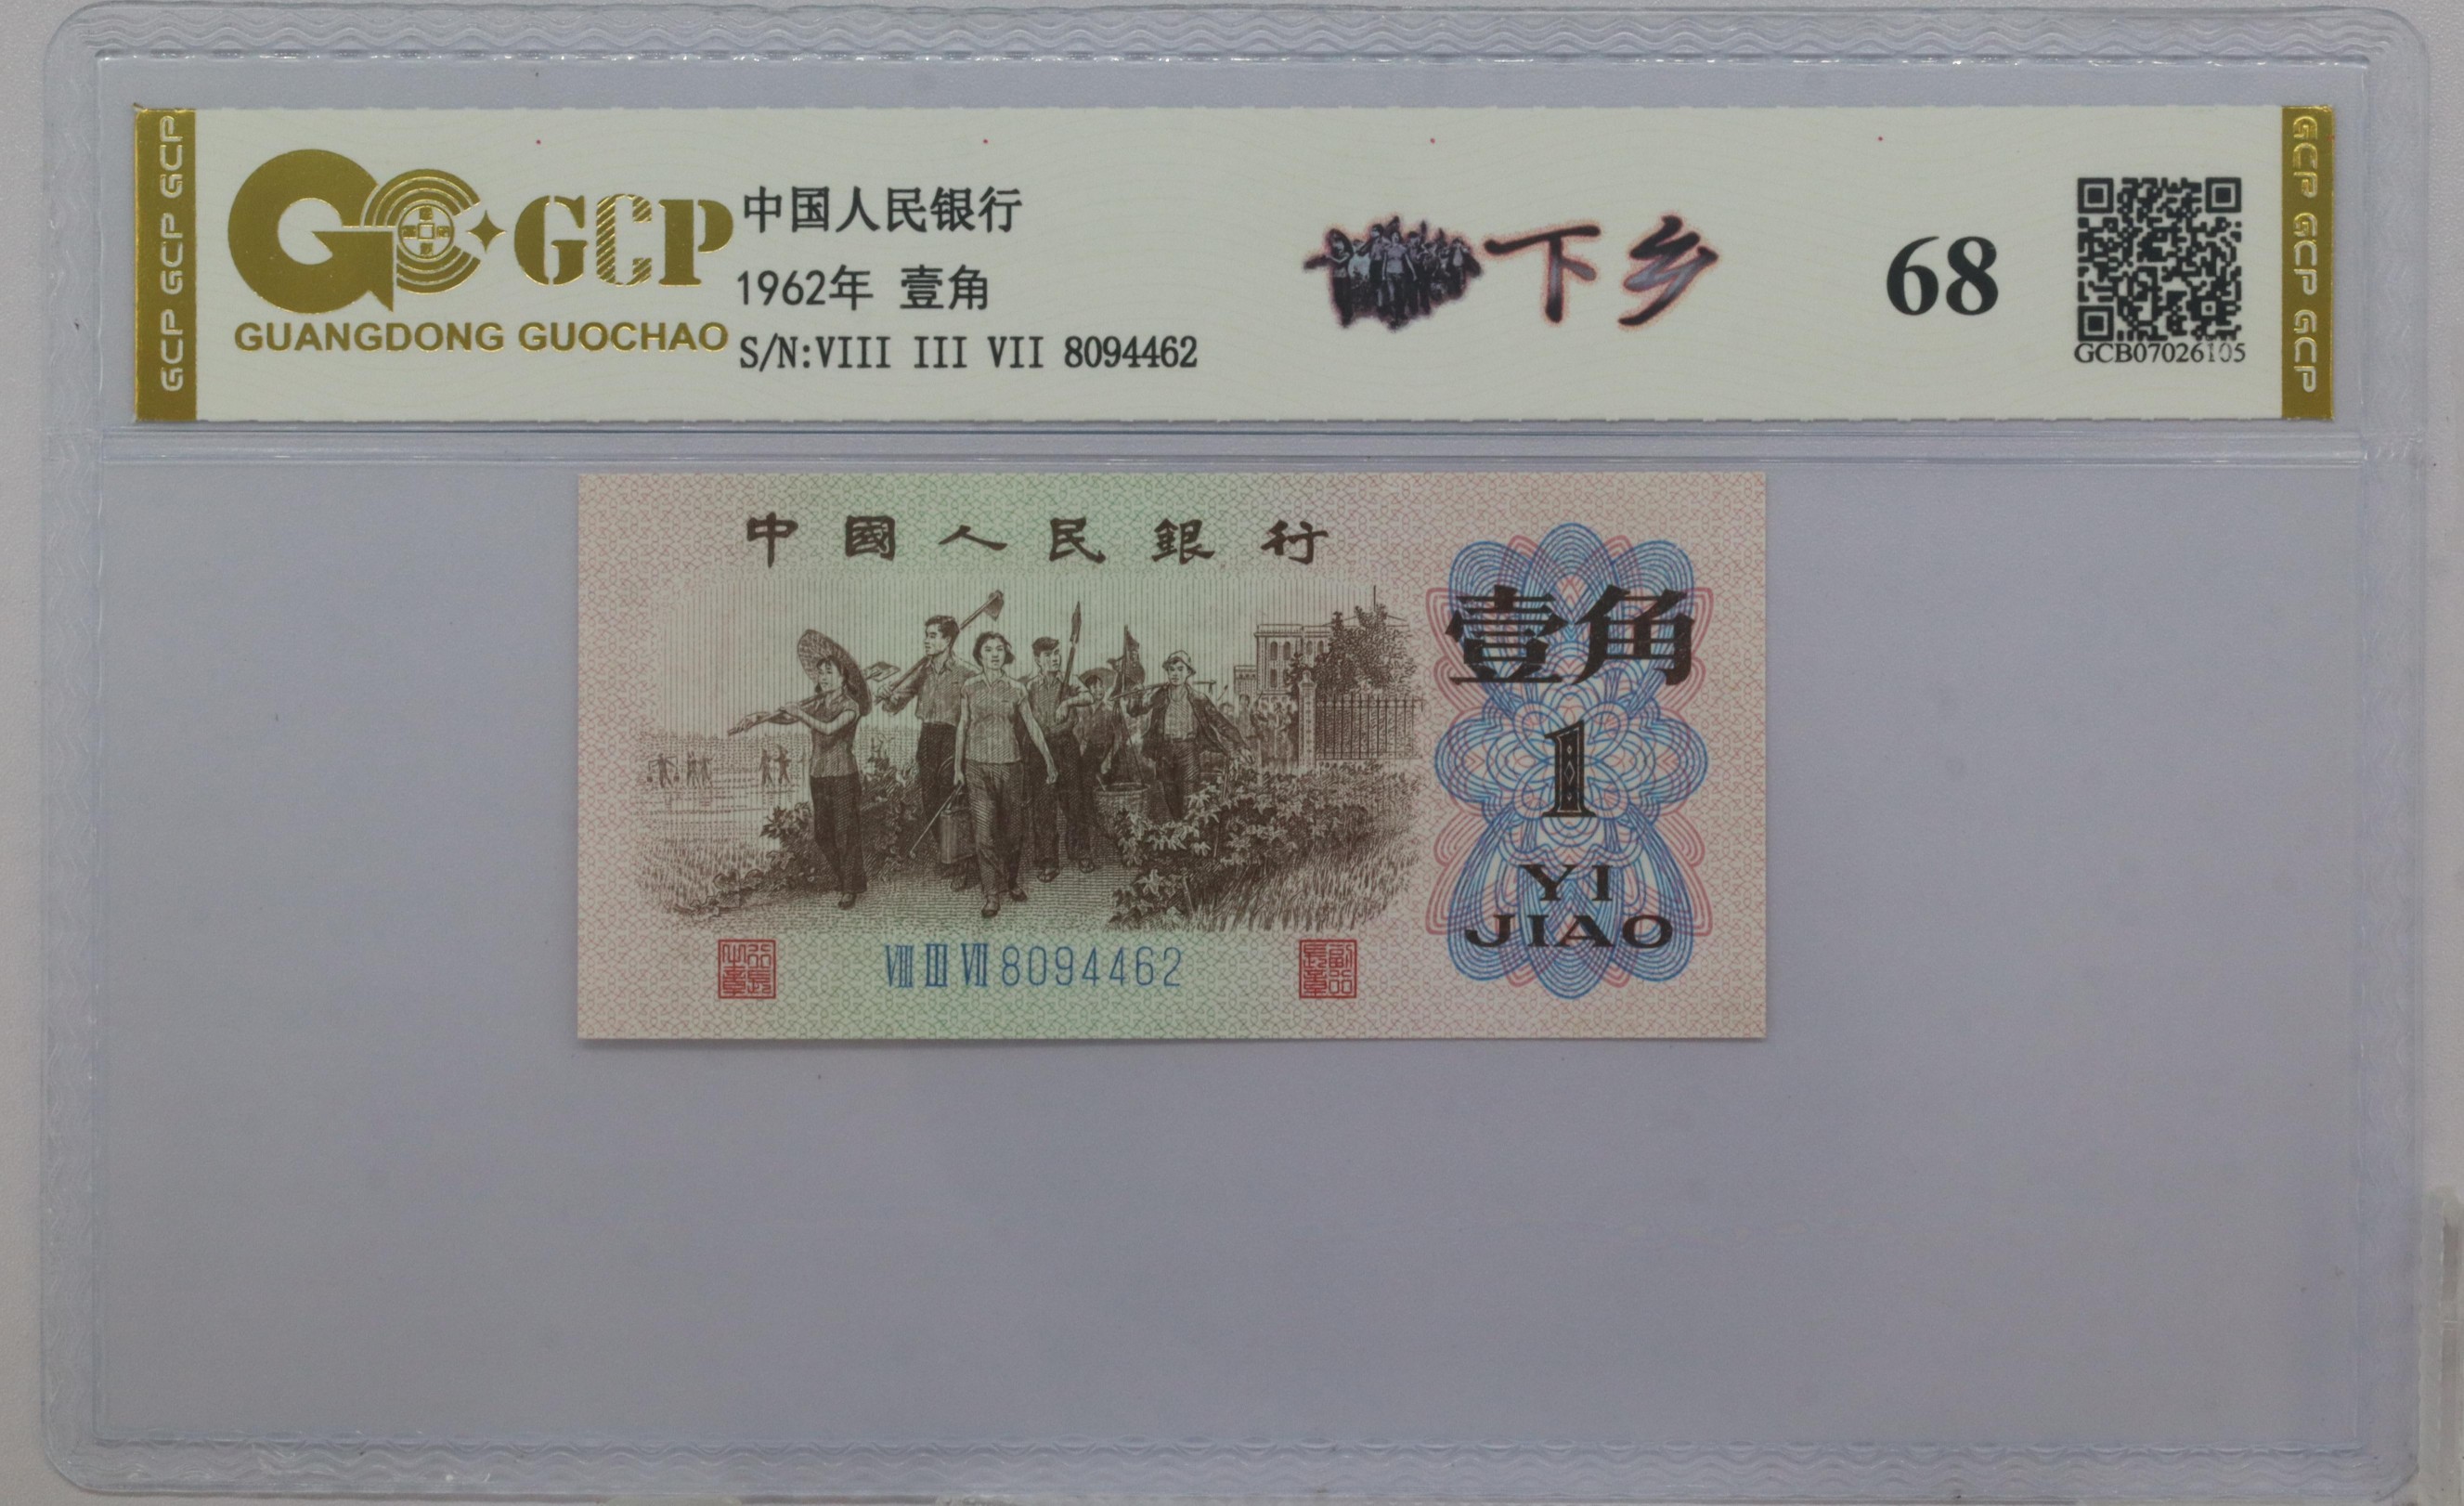 GCP GCP GCP
GCP
GUANGDONG GUOCHAO
中国人民银行
1962年 壹角
S/N:VIII III VII 8094462
下乡
68
GCB07026105
GCP GCP GCP
中國人民銀行
壹角
1
YI
JIAO
VIII III VII 8094462